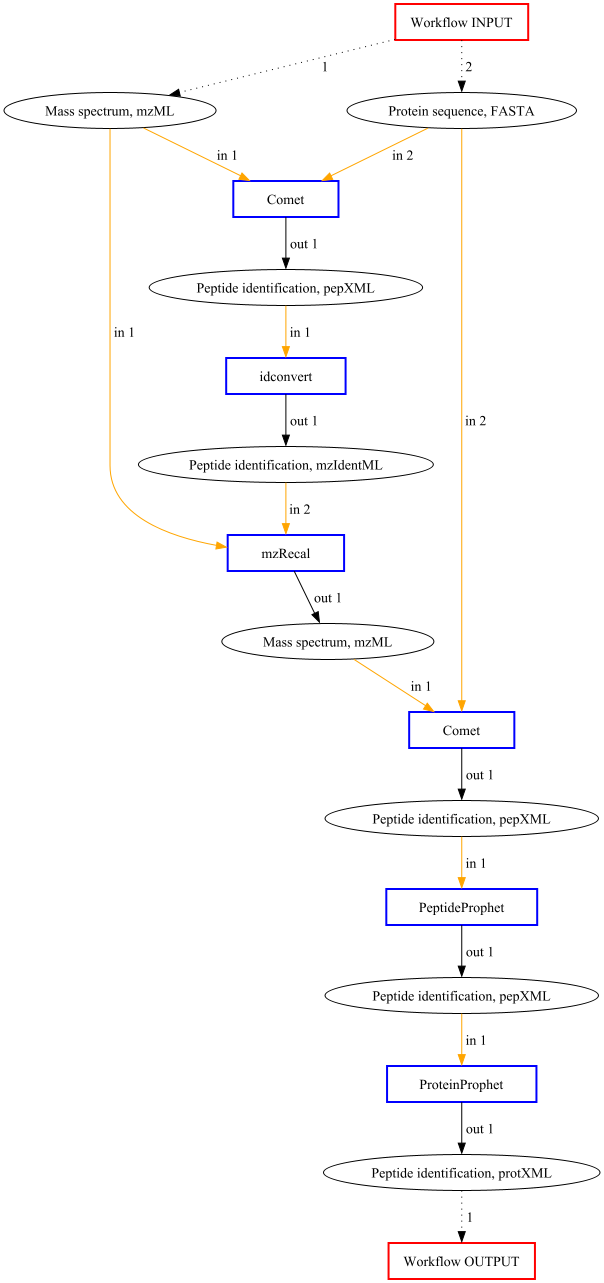 Workflow INPUT
1
2
Mass spectrum, mzML
Protein sequence, FASTA
in 1
in 2
Comet
out 1
Peptide identification, pepXML
in 1
in 1
idconvert
out 1
in 2
Peptide identification, mzIdentML
in 2
mzRecal
out 1
Mass spectrum, mzML
in 1
Comet
out 1
Peptide identification, pepXML
in 1
PeptideProphet
out 1
Peptide identification, pepXML
in 1
ProteinProphet
out 1
Peptide identification, protXML
1
Workflow OUTPUT